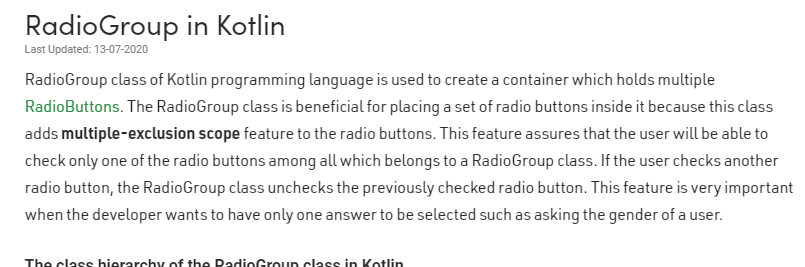 RadioGroup in Kotlin
Last Updated: 13-07-2020
RadioGroup class of Kotlin programming language is used to create a container which holds multiple
RadioButtons. The RadioGroup class is beneficial for placing a set of radio buttons inside it because this class
adds multiple-exclusion scope feature to the radio buttons. This feature assures that the user will be able to
check only one of the radio buttons among all which belongs to a RadioGroup class. If the user checks another
radio button, the RadioGroup class unchecks the previously checked radio button. This feature is very important
when the developer wants to have only one answer to be selected such as asking the gender of a user.
The class hierarchy of the RadioGroup class in Kotlin